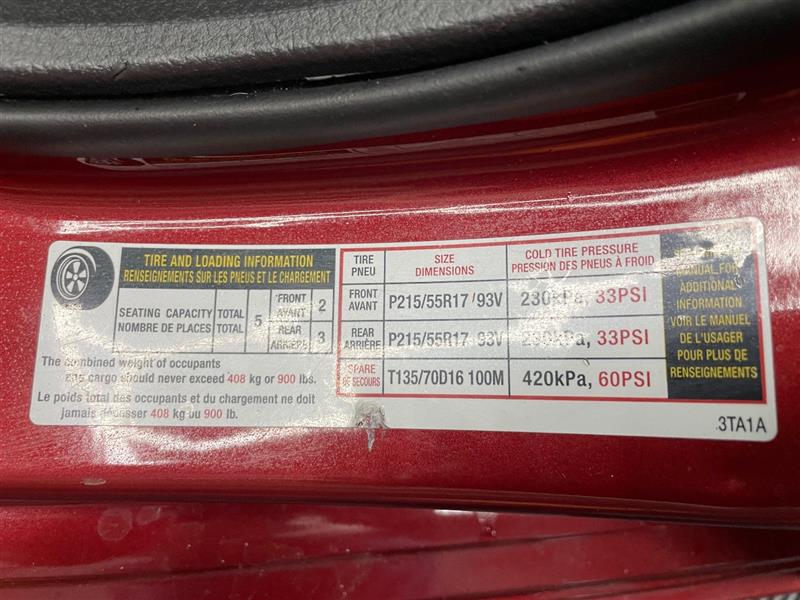 TIRE AND LOADING INFORMATION
RENSEIGNEMENTS SUR LES PNEUS ET LE CHARGEMENT
SEATING CAPACITY TOTAL 5 FRONT AVANT 2
NOMBRE DE PLACES TOTAL REAR ARRIÈRE 3
The combined weight of occupants
and cargo should never exceed 408 kg or 900 lbs.
Le poids total des occupants et du chargement ne doit
jamais dépasser 408 kg ou 900 lb.
TIRE PNEU SIZE DIMENSIONS COLD TIRE PRESSURE PRESSION DES PNEUS À FROID
FRONT AVANT P215/55R17 93V 230kPa, 33PSI
REAR ARRIÈRE P215/55R17 93V 230kPa, 33PSI
SPARE DE SECOURS T135/70D16 100M 420kPa, 60PSI
MANUAL FOR
ADDITIONAL
INFORMATION
VOIR LE MANUEL
DE L'USAGER
POUR PLUS DE
RENSEIGNEMENTS
3TA1A